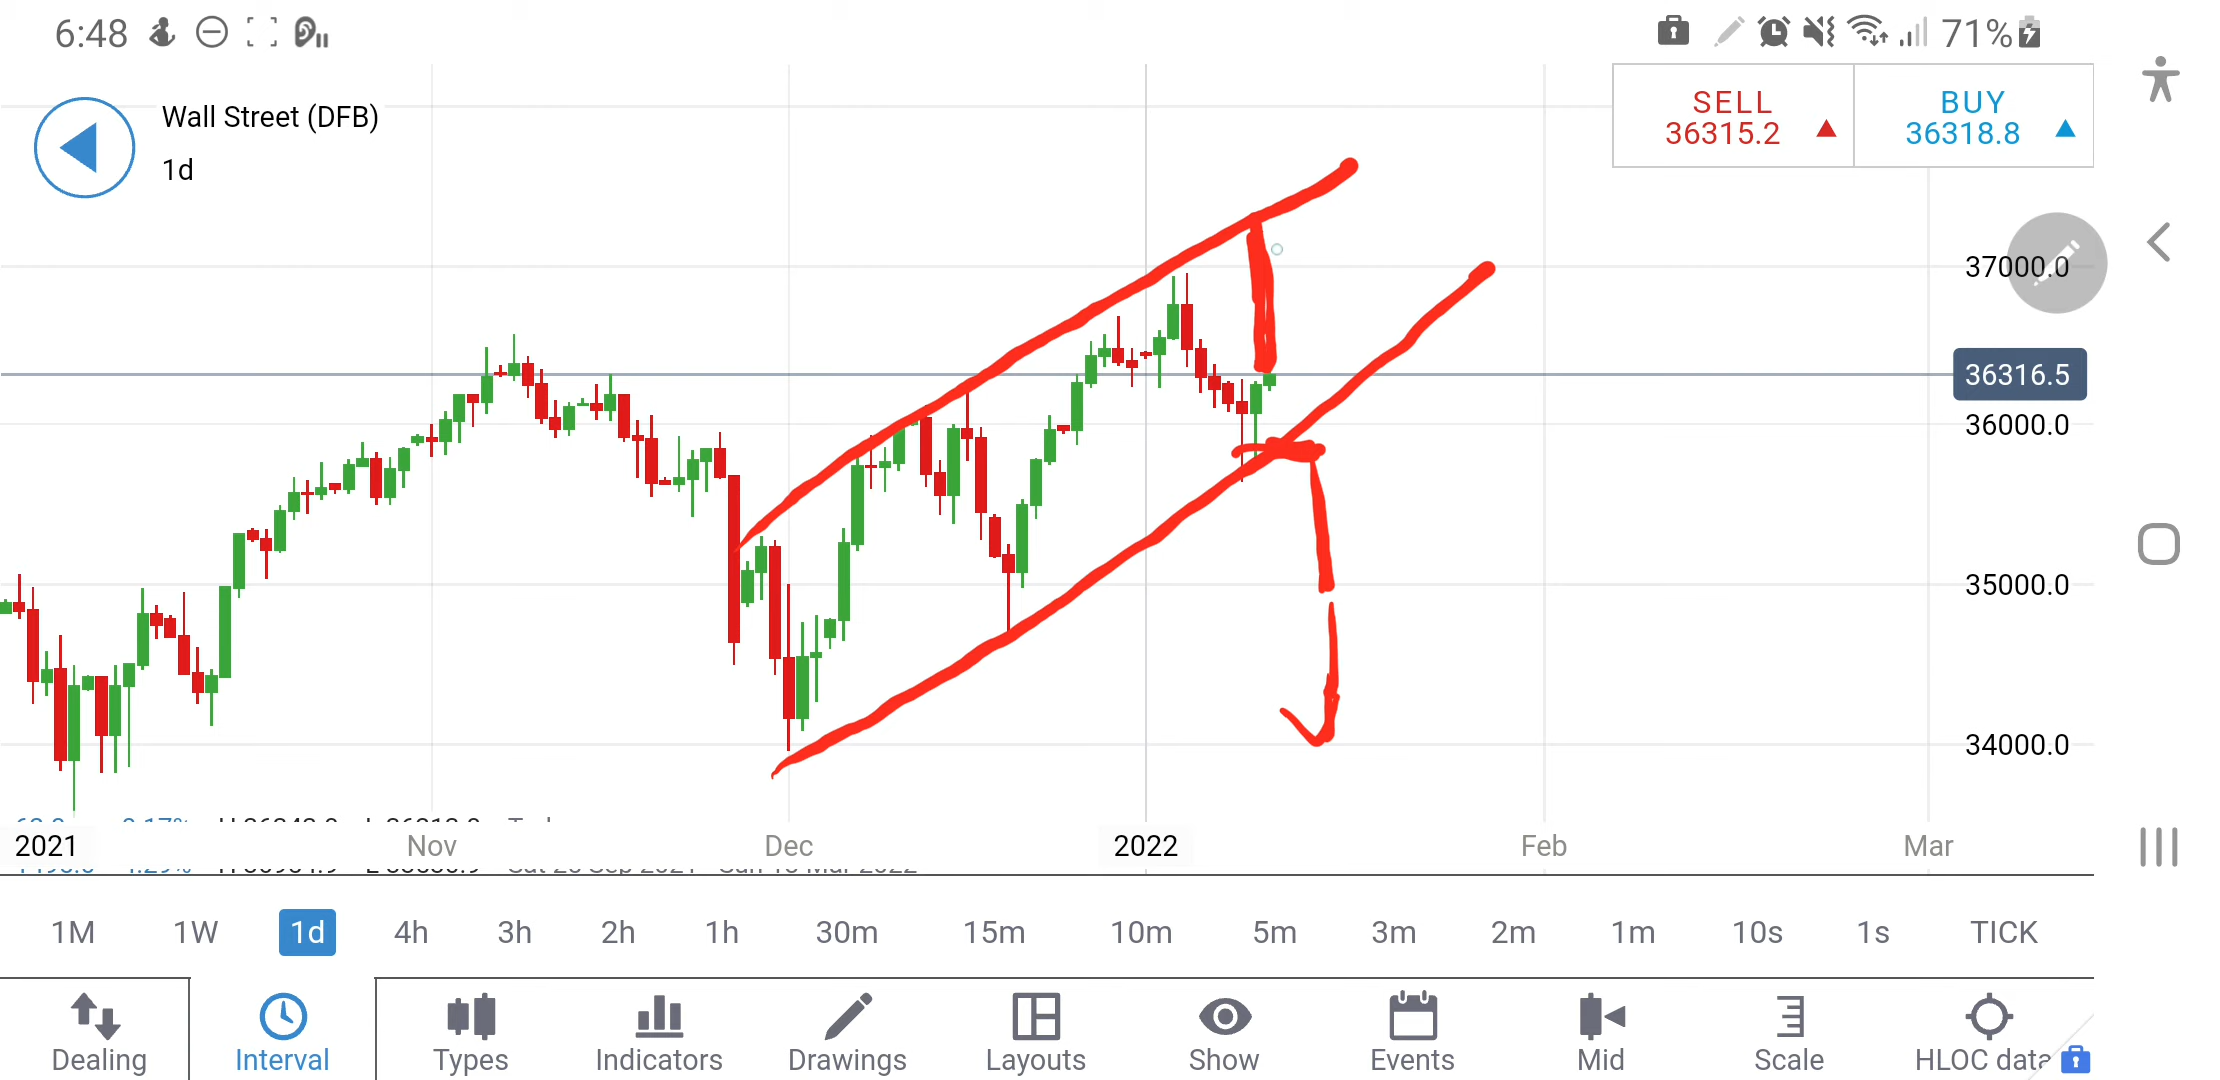 6:48
71%
Wall Street (DFB)
1d
SELL
36315.2
BUY
36318.8
37000.0
36316.5
36000.0
35000.0
34000.0
2021 Nov Dec 2022 Feb Mar
1M 1W 1d 4h 3h 2h 1h 30m 15m 10m 5m 3m 2m 1m 10s 1s TICK
Dealing Interval Types Indicators Drawings Layouts Show Events Mid Scale HLOC data